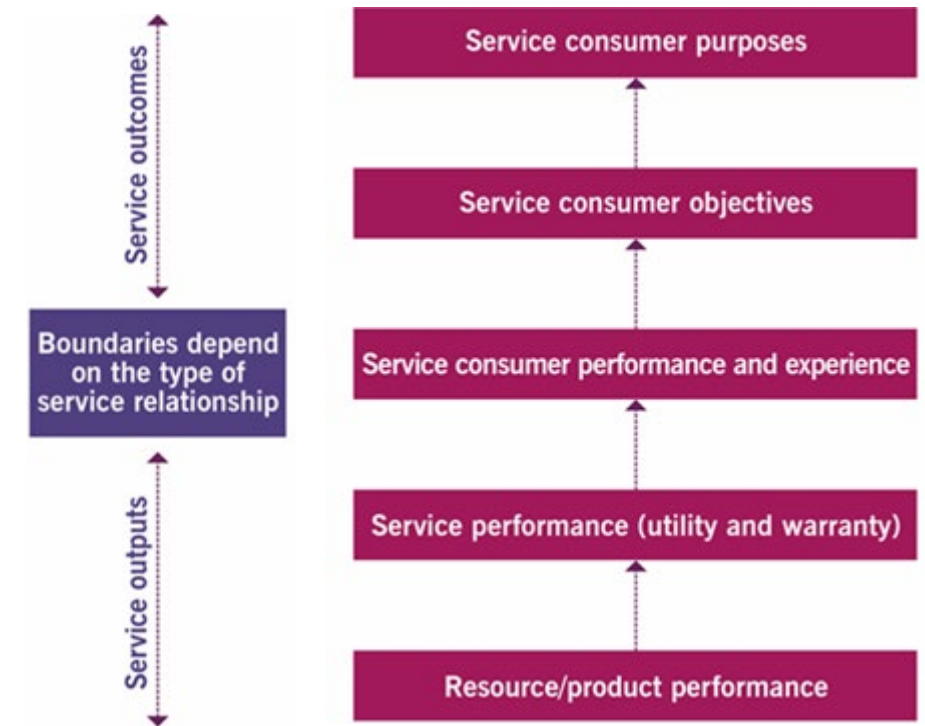 Service outcomes
Boundaries depend
on the type of
service relationship
Service outputs
Service consumer purposes
Service consumer objectives
Service consumer performance and experience
Service performance (utility and warranty)
Resource/product performance